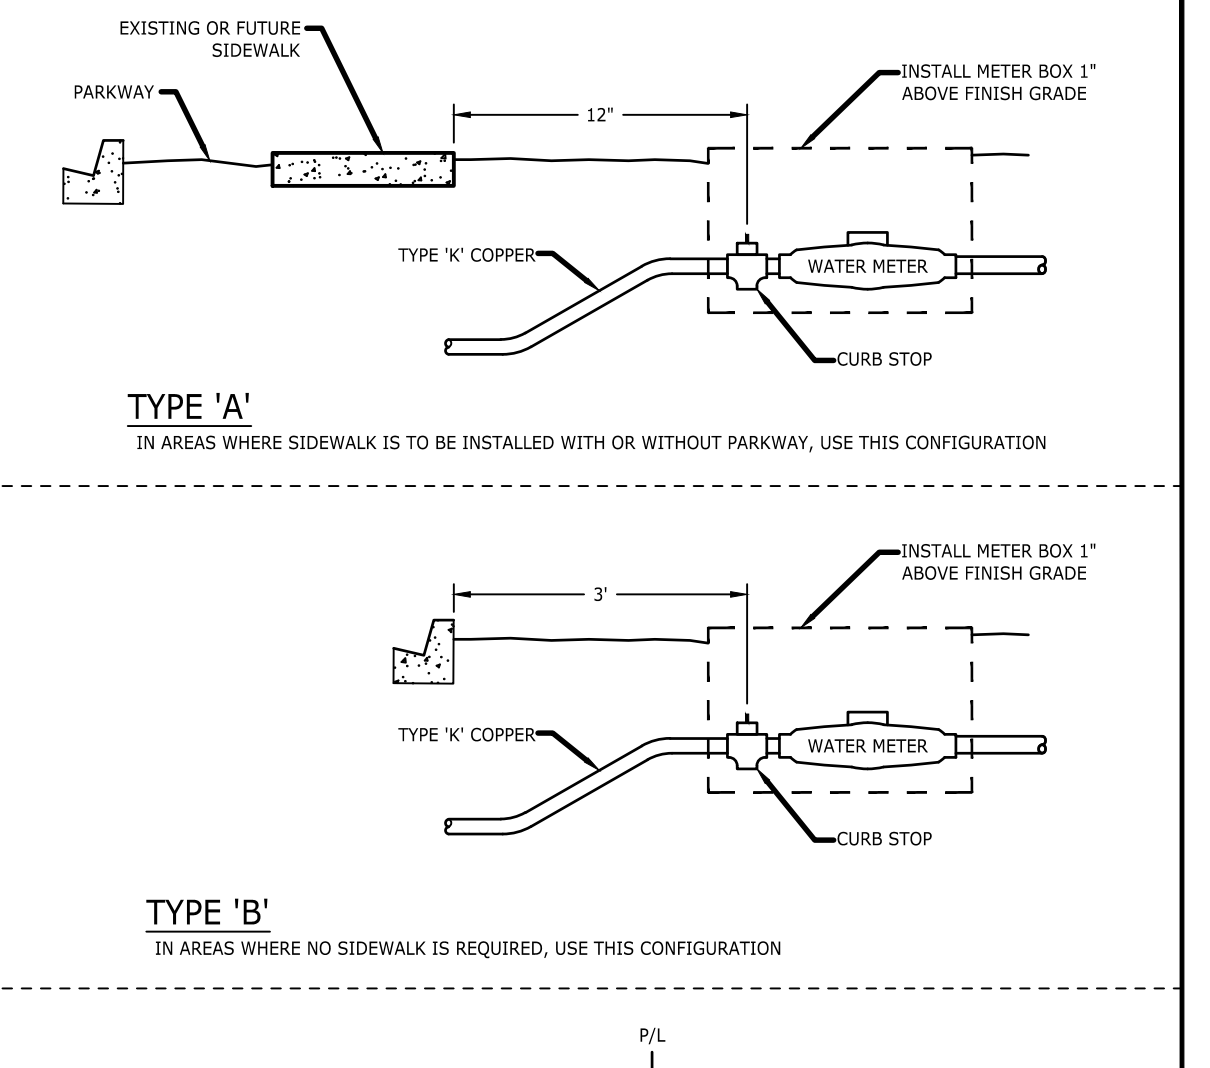 EXISTING OR FUTURE
SIDEWALK
PARKWAY
12"
INSTALL METER BOX 1"
ABOVE FINISH GRADE
TYPE 'K' COPPER
WATER METER
CURB STOP
TYPE 'A'
IN AREAS WHERE SIDEWALK IS TO BE INSTALLED WITH OR WITHOUT PARKWAY, USE THIS CONFIGURATION
INSTALL METER BOX 1"
ABOVE FINISH GRADE
3'
TYPE 'K' COPPER
WATER METER
CURB STOP
TYPE 'B'
IN AREAS WHERE NO SIDEWALK IS REQUIRED, USE THIS CONFIGURATION
P/L